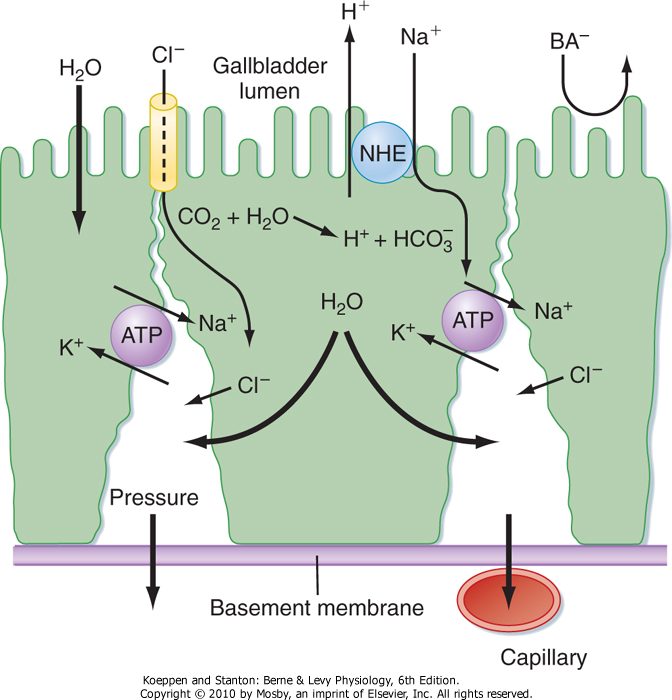 H⁺
Na⁺
BA⁻
Cl⁻
H₂O
Gallbladder
lumen
NHE
CO₂ + H₂O
H⁺ + HCO₃⁻
H₂O
ATP
Na⁺
K⁺
Cl⁻
ATP
Na⁺
K⁺
Cl⁻
Pressure
Basement membrane
Capillary
Koeppen and Stanton: Berne & Levy Physiology, 6th Edition.
Copyright © 2010 by Mosby, an imprint of Elsevier, Inc. All rights reserved.